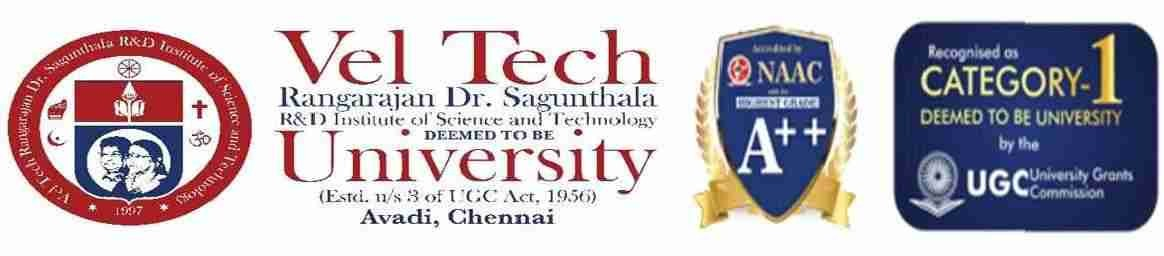 Vel Tech Rangarajan Dr. Sagunthala R&D Institute of Science and Technology
1997
Vel Tech
Rangarajan Dr. Sagunthala
R&D Institute of Science and Technology
DEEMED TO BE
University
(Estd. u/s 3 of UGC Act, 1956)
Avadi, Chennai
Accredited by
NAAC
with the
HIGHEST GRADE
A++
Recognised as
CATEGORY-1
DEEMED TO BE UNIVERSITY
by the
UGC University Grants
Commission